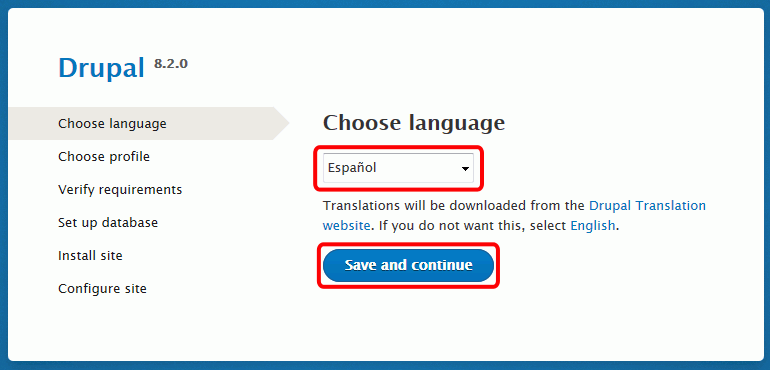 Drupal 8.2.0
Choose language
Choose profile
Verify requirements
Set up database
Install site
Configure site
Choose language
Español
Translations will be downloaded from the Drupal Translation
website. If you do not want this, select English.
Save and continue